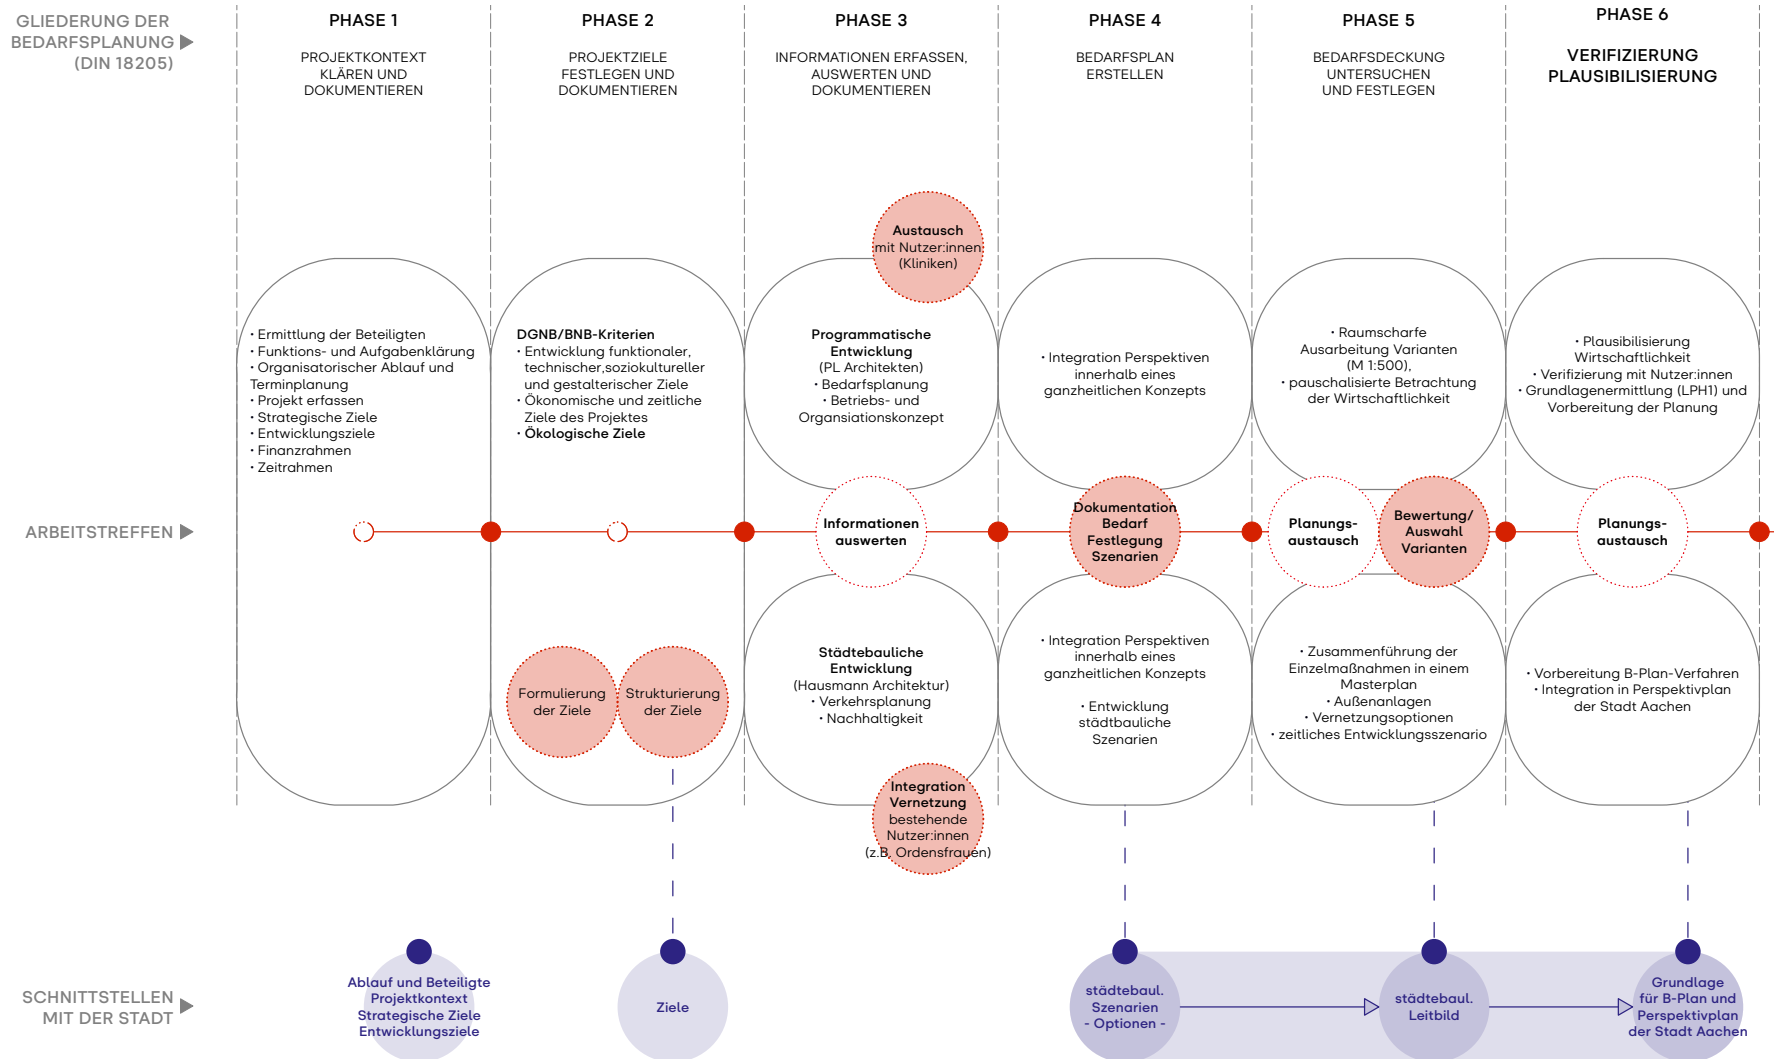 GLIEDERUNG DER
BEDARFSPLANUNG
(DIN 18205)
PHASE 1
PROJEKTKONTEXT
KLÄREN UND
DOKUMENTIEREN
PHASE 2
PROJEKTZIELE
FESTLEGEN UND
DOKUMENTIEREN
PHASE 3
INFORMATIONEN ERFASSEN,
AUSWERTEN UND
DOKUMENTIEREN
PHASE 4
BEDARFSPLAN
ERSTELLEN
PHASE 5
BEDARFSDECKUNG
UNTERSUCHEN
UND FESTLEGEN
PHASE 6
VERIFIZIERUNG
PLAUSIBILISIERUNG
Austausch
mit Nutzer:innen
(Kliniken)
· Ermittlung der Beteiligten
· Funktions- und Aufgabenklärung
· Organisatorischer Ablauf und
Terminplanung
· Projekt erfassen
· Strategische Ziele
· Entwicklungsziele
· Finanzrahmen
· Zeitrahmen
DGNB/BNB-Kriterien
· Entwicklung funktionaler,
technischer,soziokultureller
und gestalterischer Ziele
· Ökonomische und zeitliche
Ziele des Projektes
· Ökologische Ziele
Programmatische
Entwicklung
(PL Architekten)
· Bedarfsplanung
· Betriebs- und
Organsiationskonzept
· Integration Perspektiven
innerhalb eines
ganzheitlichen Konzepts
· Raumscharfe
Ausarbeitung Varianten
(M 1:500),
· pauschalisierte Betrachtung
der Wirtschaftlichkeit
· Plausibilisierung
Wirtschaftlichkeit
· Verifizierung mit Nutzer:innen
· Grundlagenermittlung (LPH1) und
Vorbereitung der Planung
ARBEITSTREFFEN
Informationen
auswerten
Dokumentation
Bedarf
Festlegung
Szenarien
Planungs-
austausch
Bewertung/
Auswahl
Varianten
Planungs-
austausch
Formulierung
der Ziele
Strukturierung
der Ziele
Städtebauliche
Entwicklung
(Hausmann Architektur)
· Verkehrsplanung
· Nachhaltigkeit
· Integration Perspektiven
innerhalb eines
ganzheitlichen Konzepts
· Entwicklung
städtbauliche
Szenarien
· Zusammenführung der
Einzelmaßnahmen in einem
Masterplan
· Außenanlagen
· Vernetzungsoptionen
· zeitliches Entwicklungsszenario
· Vorbereitung B-Plan-Verfahren
· Integration in Perspektivplan
der Stadt Aachen
Integration
Vernetzung
bestehende
Nutzer:innen
(z.B. Ordensfrauen)
SCHNITTSTELLEN
MIT DER STADT
Ablauf und Beteiligte
Projektkontext
Strategische Ziele
Entwicklungsziele
Ziele
städtebaul.
Szenarien
- Optionen -
städtebaul.
Leitbild
Grundlage
für B-Plan und
Perspektivplan
der Stadt Aachen